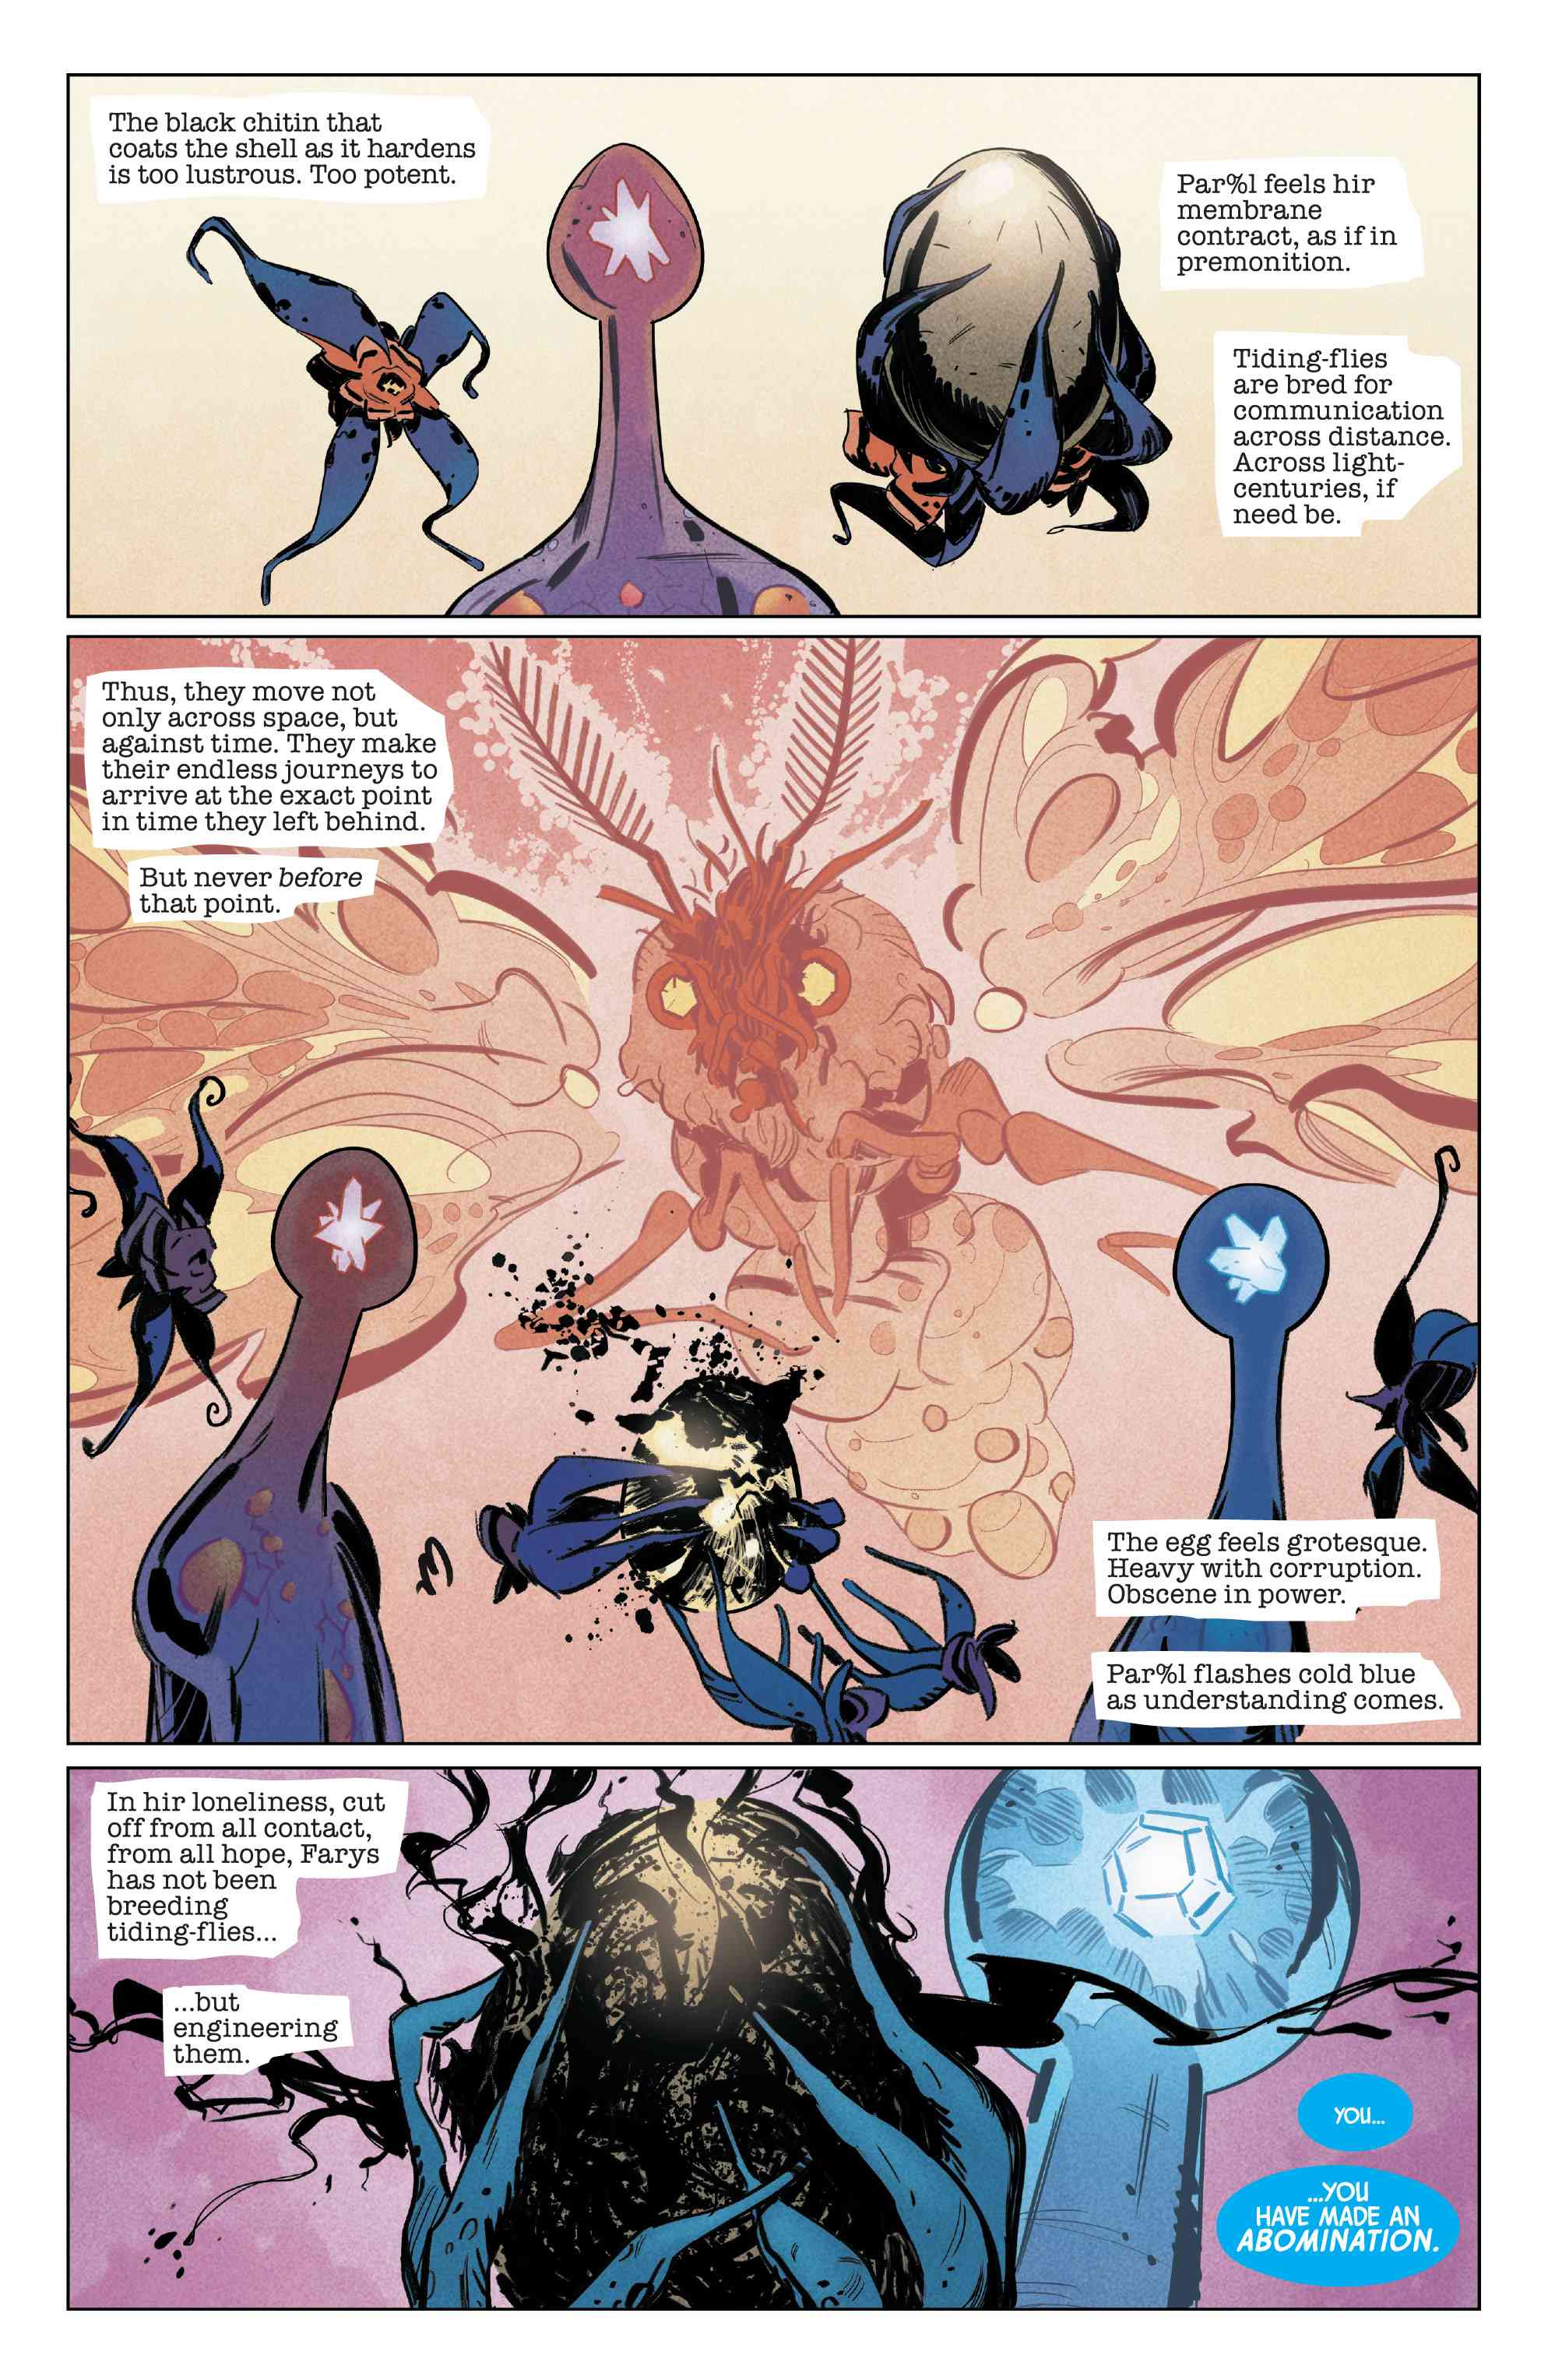 The black chitin that
coats the shell as it hardens
is too lustrous. Too potent.
Par%l feels hir
membrane
contract, as if in
premonition.
Tiding-flies
are bred for
communication
across distance.
Across light-
centuries, if
need be.
Thus, they move not
only across space, but
against time. They make
their endless journeys to
arrive at the exact point
in time they left behind.
But never before
that point.
The egg feels grotesque.
Heavy with corruption.
Obscene in power.
Par%l flashes cold blue
as understanding comes.
In hir loneliness, cut
off from all contact,
from all hope, Farys
has not been
breeding
tiding-flies...
...but
engineering
them.
YOU...
...YOU
HAVE MADE AN
ABOMINATION.